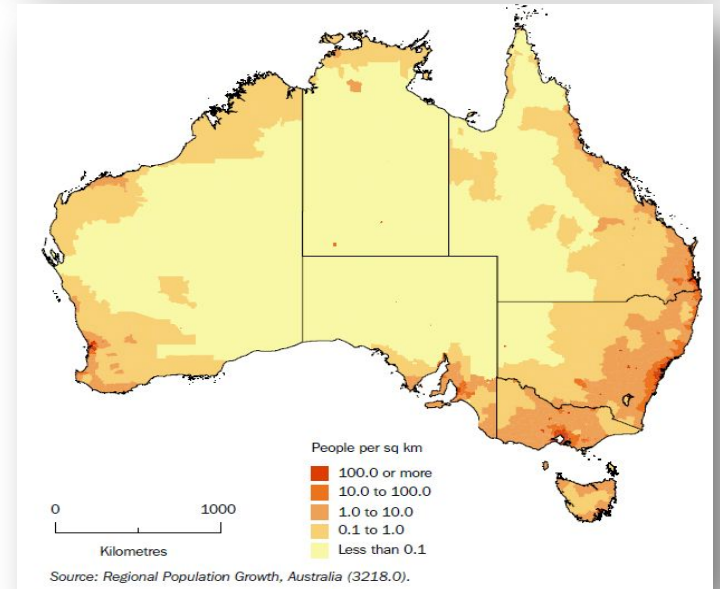 People per sq km
100.0 or more
10.0 to 100.0
1.0 to 10.0
0.1 to 1.0
Less than 0.1
0 1000
Kilometres
Source: Regional Population Growth, Australia (3218.0).